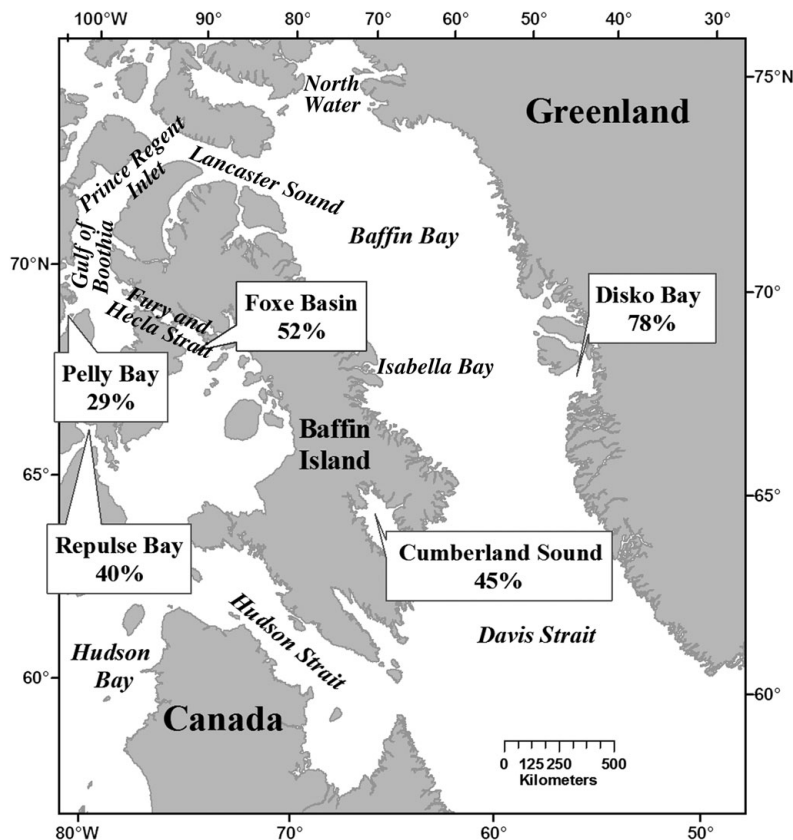 100°W 90° 80° 70° 60° 50° 40° 30°
75°N
North
Water
Greenland
Prince Regent
Inlet
Lancaster Sound
Baffin Bay
Gulf of
Boothia
70°N
70°
Fury and
Hecla Strait
Foxe Basin
52%
Disko Bay
78%
Pelly Bay
29%
Isabella Bay
Baffin
Island
65°
65°
Repulse Bay
40%
Cumberland Sound
45%
Hudson Strait
Davis Strait
Hudson
Bay
60°
60°
Canada
0 125 250 500
Kilometers
80°W 70° 60° 50°